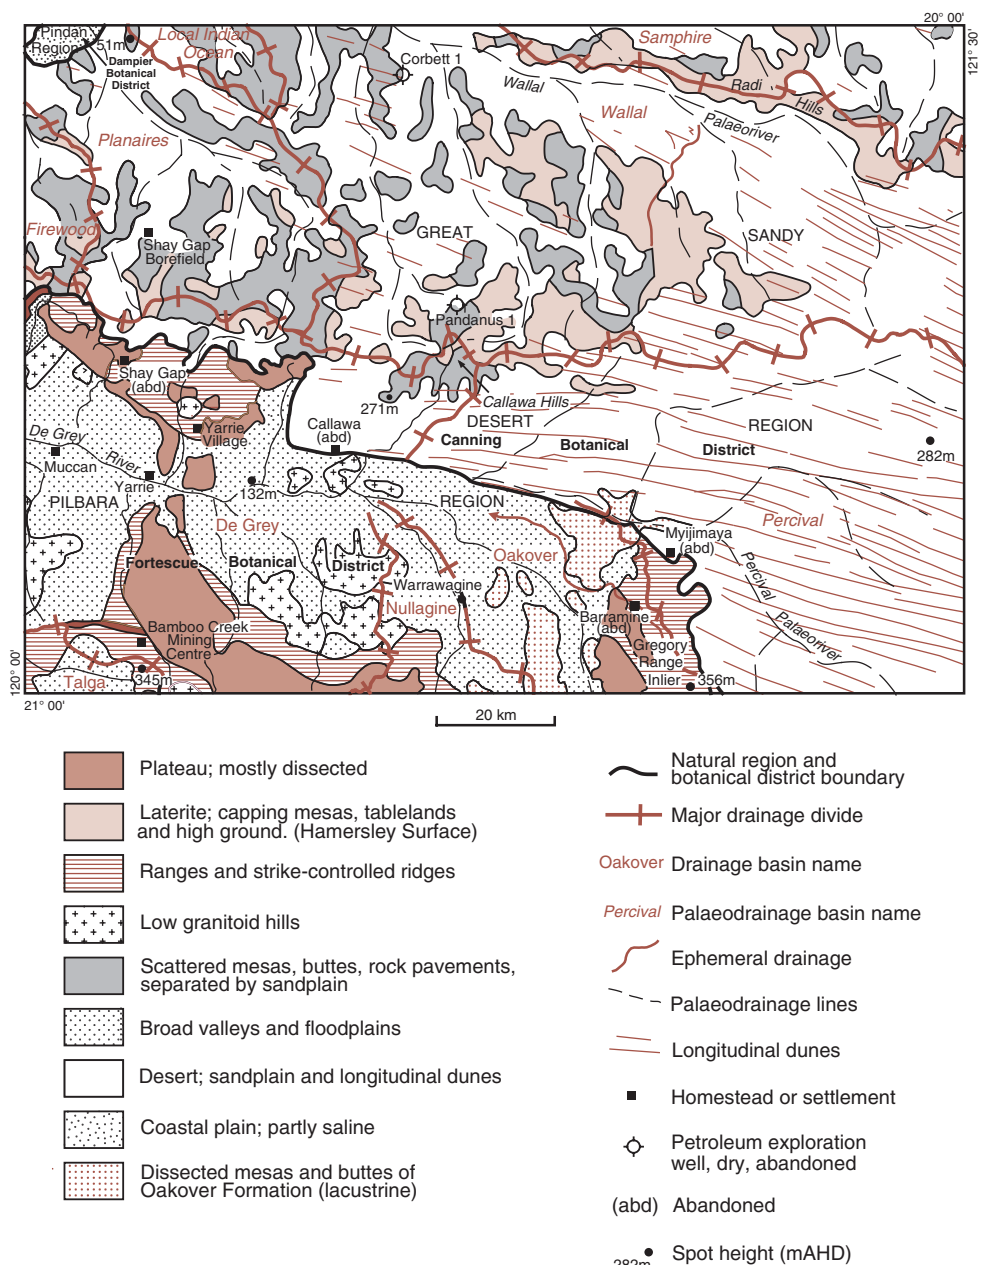 20° 00'
121° 30'
Pindan
Region
51m
Dampier
Botanical
District
Local Indian
Ocean
Corbett 1
Samphire
Wallal
Radi
Hills
Wallal
Palaeoriver
Planaires
Firewood
Shay Gap
Borefield
GREAT
SANDY
Pandanus 1
Shay Gap
(abd)
271m
Callawa Hills
DESERT
REGION
Callawa
(abd)
Canning
Botanical
District
282m
Yarrie
Village
De Grey
River
Muccan
Yarrie
132m
PILBARA
REGION
De Grey
Percival
Myijimaya
(abd)
Oakover
Fortescue
Botanical
District
Warrawagine
Nullagine
Percival
Palaeoriver
Barramine
(abd)
Bamboo Creek
Mining
Centre
Gregory
Range
Inlier
Talga
345m
356m
120° 00'
21° 00'
20 km
Plateau; mostly dissected
Laterite; capping mesas, tablelands
and high ground. (Hamersley Surface)
Ranges and strike-controlled ridges
Low granitoid hills
Scattered mesas, buttes, rock pavements,
separated by sandplain
Broad valleys and floodplains
Desert; sandplain and longitudinal dunes
Coastal plain; partly saline
Dissected mesas and buttes of
Oakover Formation (lacustrine)
Natural region and
botanical district boundary
Major drainage divide
Oakover Drainage basin name
Percival Palaeodrainage basin name
Ephemeral drainage
Palaeodrainage lines
Longitudinal dunes
Homestead or settlement
Petroleum exploration
well, dry, abandoned
(abd) Abandoned
Spot height (mAHD)
282m